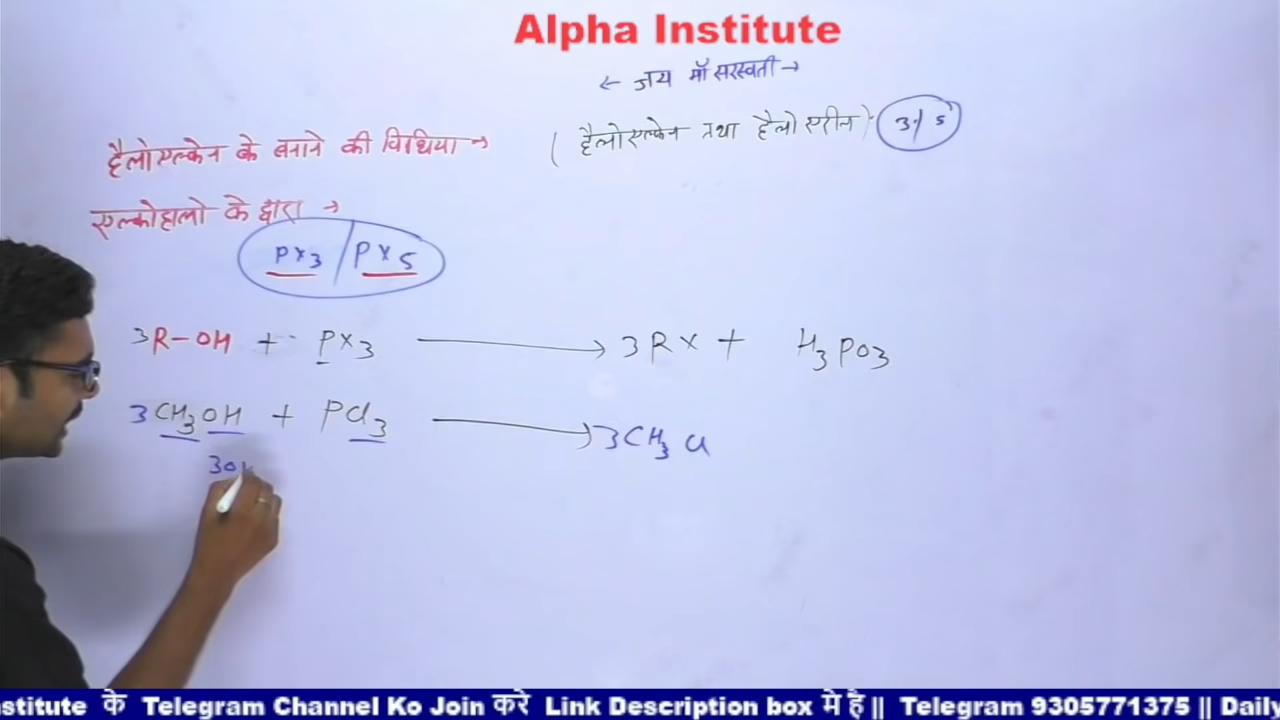 Alpha Institute
← जय माँ सरस्वती →
हैलोएल्केन के बनाने की विधिया → ( हैलोएल्केन तथा हैलोएरीन ) 3/5
एल्कोहालो के द्वारा →
PX3 / PX5
3R-OH + PX3 → 3RX + H3PO3
3CH3OH + PCl3 → 3CH3Cl
3OH
stitute के Telegram Channel Ko Join करे Link Description box मे है || Telegram 9305771375 || Daily